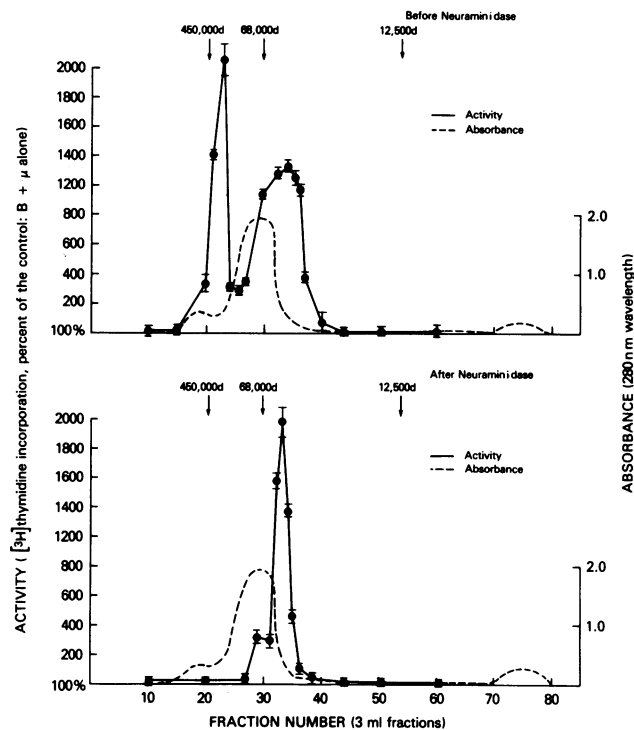 Before Neuraminidase
450,000d 68,000d 12,500d
Activity
Absorbance
2000
1800
1600
1400
1200
1000
800
600
400
200
100%
2.0
1.0
After Neuraminidase
450,000d 68,000d 12,500d
Activity
Absorbance
2000
1800
1600
1400
1200
1000
800
600
400
200
100%
2.0
1.0
10 20 30 40 50 60 70 80
FRACTION NUMBER (3 ml fractions)
ACTIVITY ( [³H]thymidine incorporation, percent of the control: B + μ alone)
ABSORBANCE (280nm wavelength)